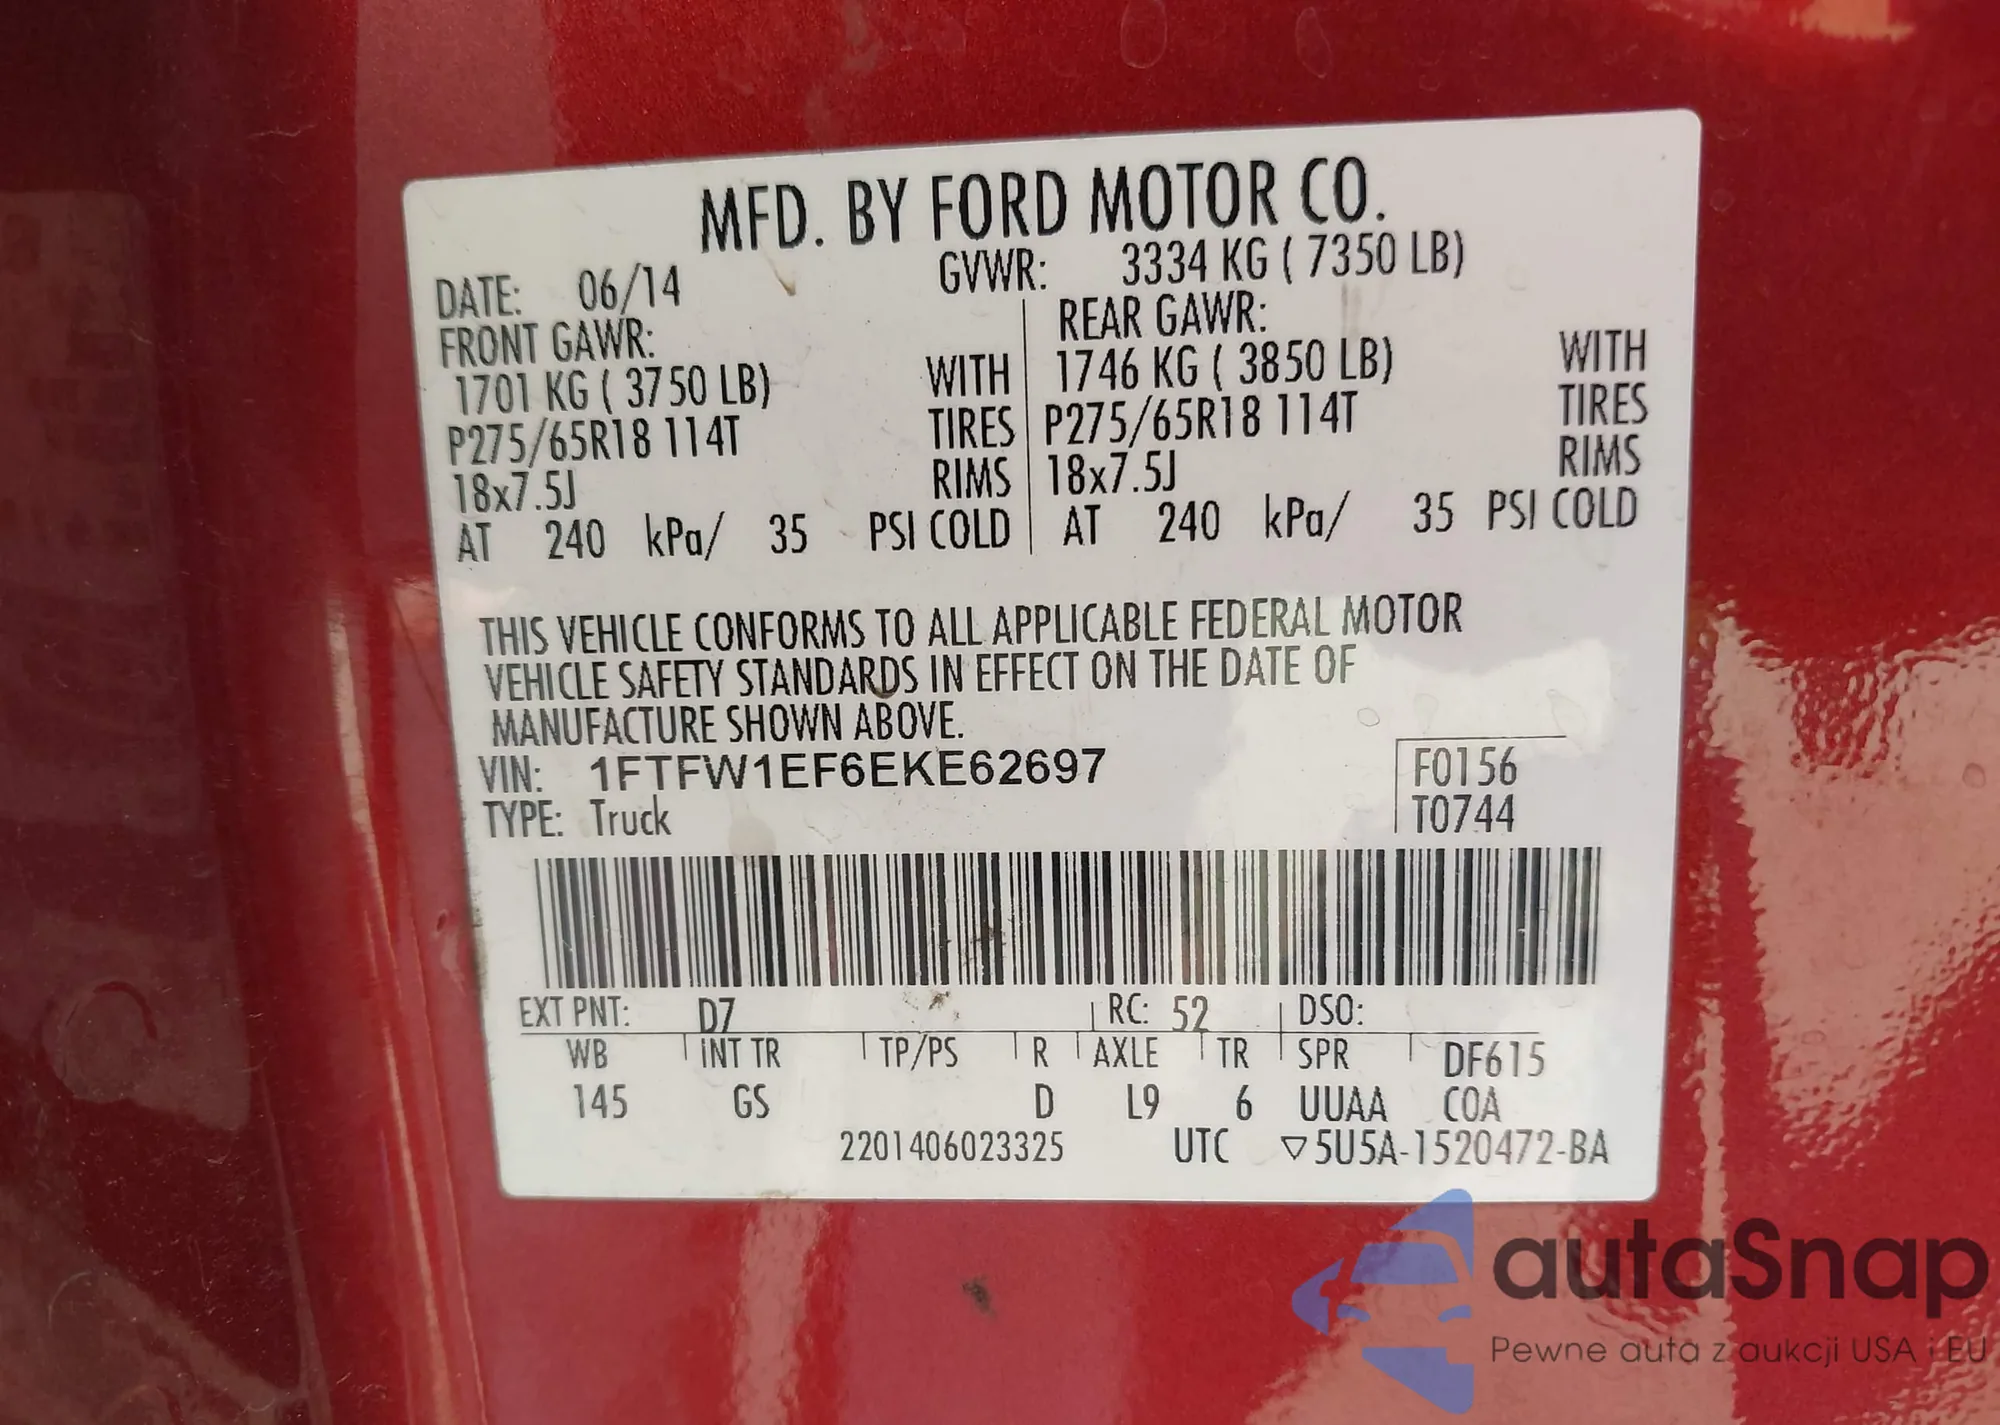 MFD. BY FORD MOTOR CO.
DATE: 06/14 GVWR: 3334 KG ( 7350 LB)
FRONT GAWR: REAR GAWR:
1701 KG ( 3750 LB) WITH 1746 KG ( 3850 LB) WITH
P275/65R18 114T TIRES P275/65R18 114T TIRES
18x7.5J RIMS 18x7.5J RIMS
AT 240 kPa/ 35 PSI COLD AT 240 kPa/ 35 PSI COLD
THIS VEHICLE CONFORMS TO ALL APPLICABLE FEDERAL MOTOR
VEHICLE SAFETY STANDARDS IN EFFECT ON THE DATE OF
MANUFACTURE SHOWN ABOVE.
VIN: 1FTFW1EF6EKE62697 F0156
TYPE: Truck T0744
EXT PNT: D7 RC: 52 DSO:
WB INT TR TP/PS R AXLE TR SPR DF615
145 GS D L9 6 UUAA COA
2201406023325 UTC ▽5U5A-1520472-BA
autaSnap
Pewne auta z aukcji USA i EU